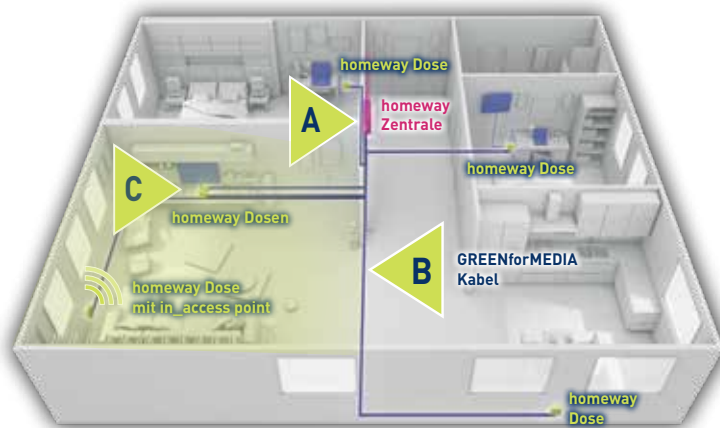 homeway Dose
A
homeway
Zentrale
C
homeway Dose
homeway Dosen
B
GREENforMEDIA
Kabel
homeway Dose
mit in_access point
homeway
Dose